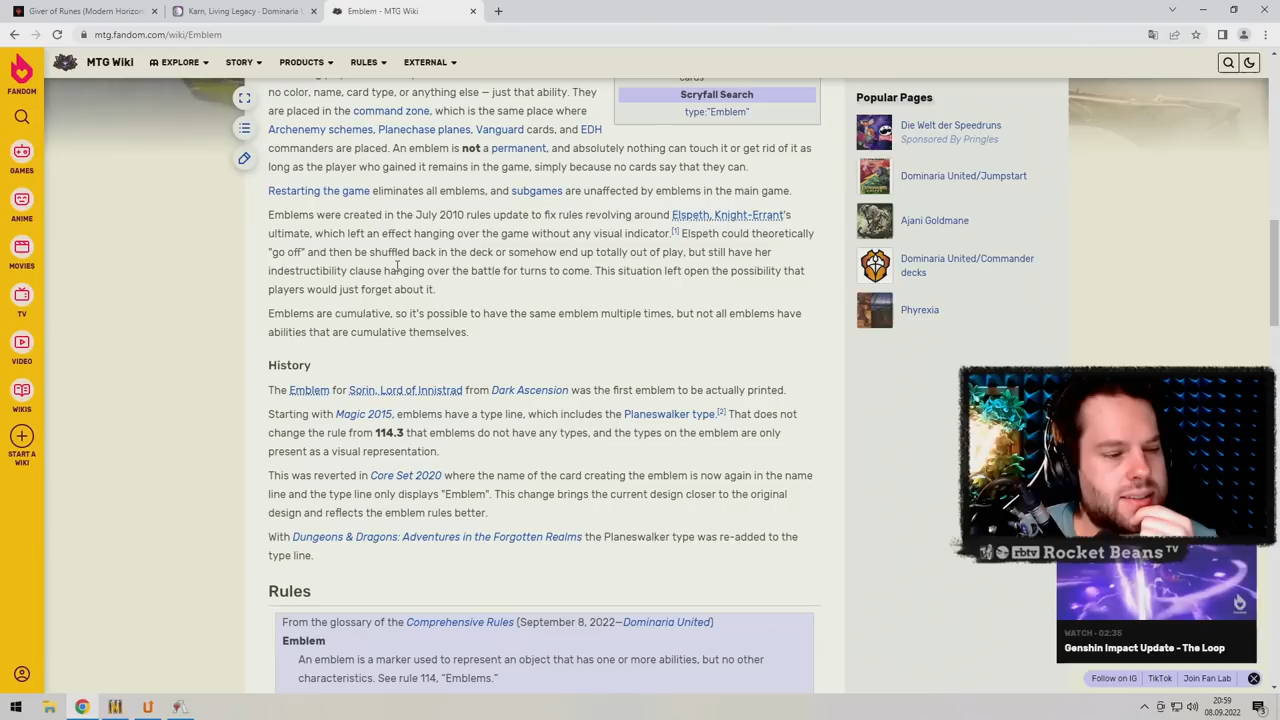 Giver of Runes (Modern Horizon
Karn, Living Legacy - Dominaria U
Emblem - MTG Wiki
mtg.fandom.com/wiki/Emblem
FANDOM
MTG Wiki
EXPLORE
STORY
PRODUCTS
RULES
EXTERNAL
GAMES
ANIME
MOVIES
TV
VIDEO
WIKIS
START A
WIKI
no color, name, card type, or anything else — just that ability. They
are placed in the command zone, which is the same place where
Archenemy schemes, Planechase planes, Vanguard cards, and EDH
commanders are placed. An emblem is not a permanent, and absolutely nothing can touch it or get rid of it as
long as the player who gained it remains in the game, simply because no cards say that they can.
cards
Scryfall Search
type:"Emblem"
Restarting the game eliminates all emblems, and subgames are unaffected by emblems in the main game.
Emblems were created in the July 2010 rules update to fix rules revolving around Elspeth, Knight-Errant's
ultimate, which left an effect hanging over the game without any visual indicator.[1] Elspeth could theoretically
"go off" and then be shuffled back in the deck or somehow end up totally out of play, but still have her
indestructibility clause hanging over the battle for turns to come. This situation left open the possibility that
players would just forget about it.
Emblems are cumulative, so it's possible to have the same emblem multiple times, but not all emblems have
abilities that are cumulative themselves.
History
The Emblem for Sorin, Lord of Innistrad from Dark Ascension was the first emblem to be actually printed.
Starting with Magic 2015, emblems have a type line, which includes the Planeswalker type.[2] That does not
change the rule from 114.3 that emblems do not have any types, and the types on the emblem are only
present as a visual representation.
This was reverted in Core Set 2020 where the name of the card creating the emblem is now again in the name
line and the type line only displays "Emblem". This change brings the current design closer to the original
design and reflects the emblem rules better.
With Dungeons & Dragons: Adventures in the Forgotten Realms the Planeswalker type was re-added to the
type line.
Rules
From the glossary of the Comprehensive Rules (September 8, 2022—Dominaria United)
Emblem
An emblem is a marker used to represent an object that has one or more abilities, but no other
characteristics. See rule 114, "Emblems."
Popular Pages
Die Welt der Speedruns
Sponsored By Pringles
Dominaria United/Jumpstart
Ajani Goldmane
Dominaria United/Commander
decks
Phyrexia
rbtv Rocket Beans TV
WATCH • 02:35
Genshin Impact Update - The Loop
Follow on IG
TikTok
Join Fan Lab
20:59
08.09.2022
3